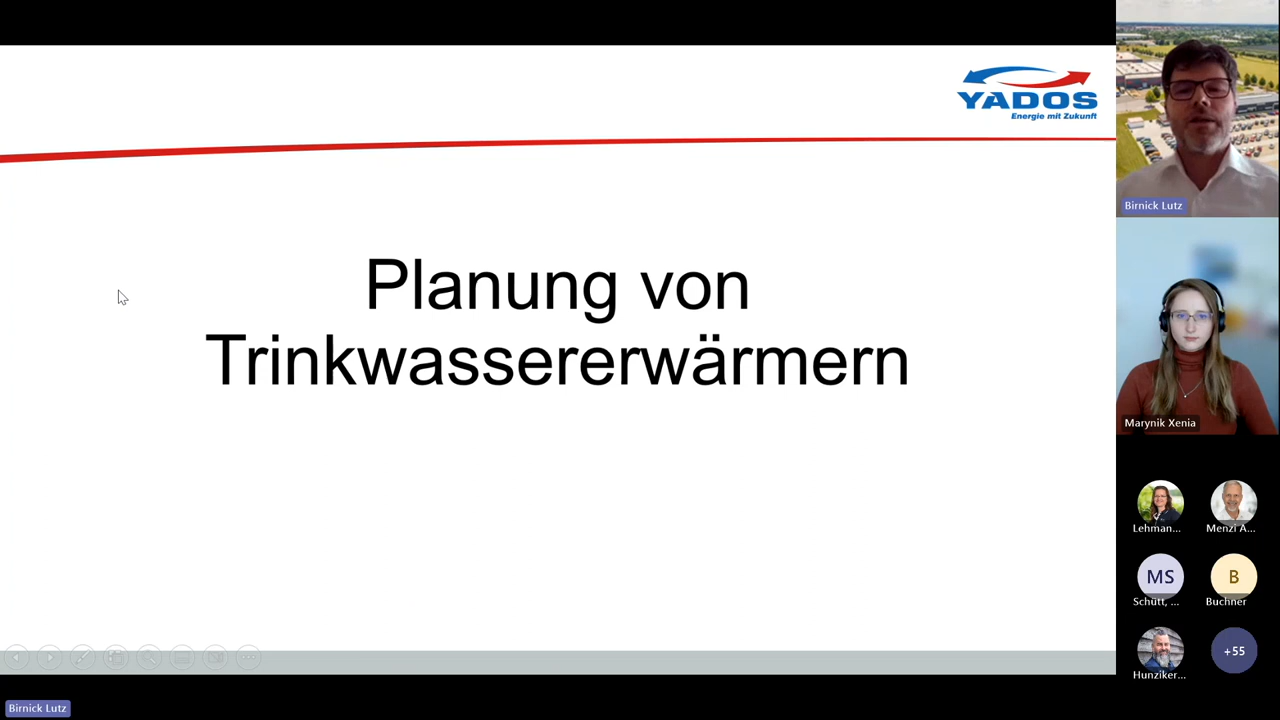 YADOS
Energie mit Zukunft
Planung von
Trinkwassererwärmern
Birnick Lutz
Marynik Xenia
Lehman...
Menzi A...
MS
B
Schütt, ...
Buchner
Hunziker...
+55
Birnick Lutz